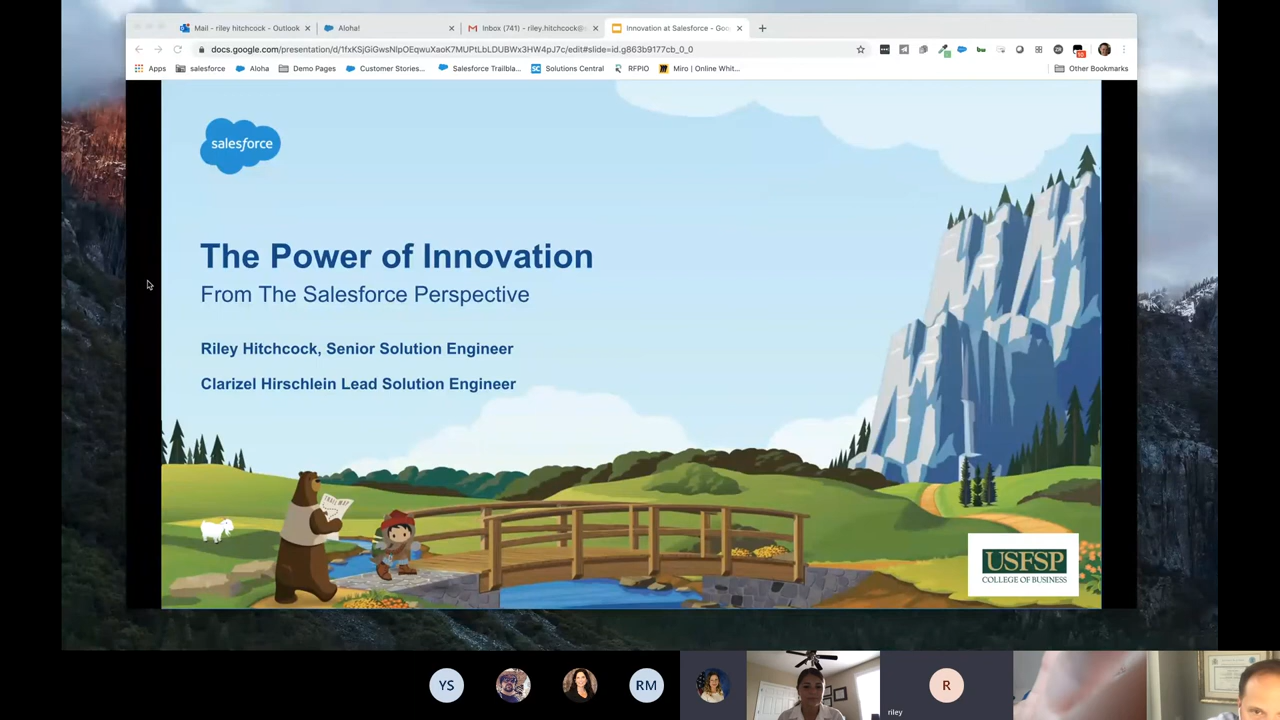 Mail - riley hitchcock - Outlook
Aloha!
Inbox (741) - riley.hitchcock@
Innovation at Salesforce - Goo
docs.google.com/presentation/d/1fxKSjGiGwsNlpOEqwuXaoK7MUPtLbLDUBWx3HW4pJ7c/edit#slide=id.g863b9177cb_0_0
Apps
salesforce
Aloha
Demo Pages
Customer Stories...
Salesforce Trailbla...
Solutions Central
RFPIO
Miro | Online Whit...
Other Bookmarks
salesforce
The Power of Innovation
From The Salesforce Perspective
Riley Hitchcock, Senior Solution Engineer
Clarizel Hirschlein Lead Solution Engineer
TRAIL MAP
USFSP
COLLEGE OF BUSINESS
YS
RM
R
riley